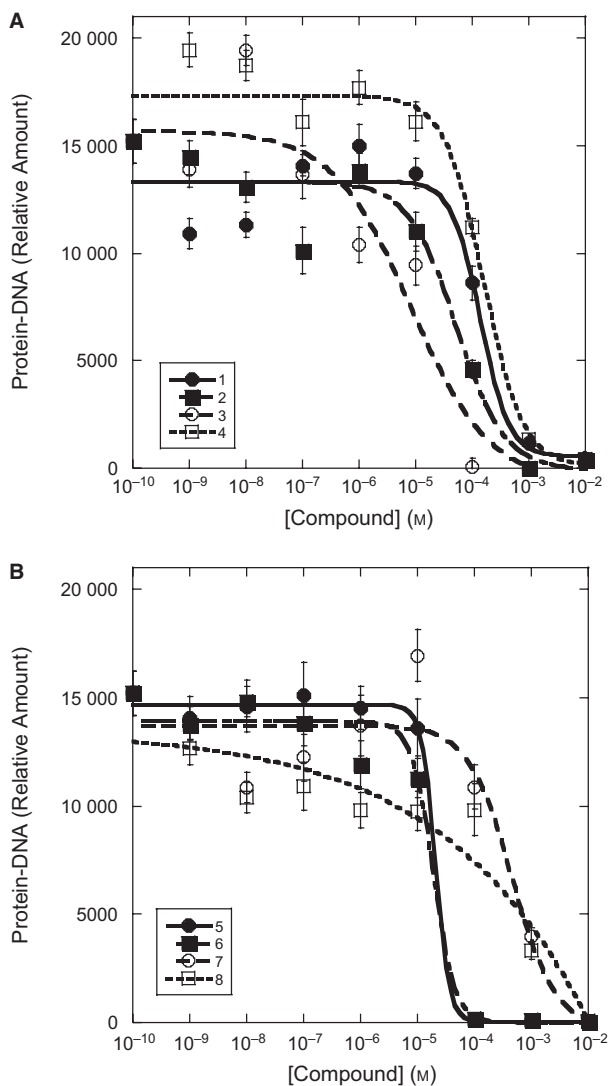 A
Protein-DNA (Relative Amount)
20 000
15 000
10 000
5000
0
1
2
3
4
10⁻¹⁰ 10⁻⁹ 10⁻⁸ 10⁻⁷ 10⁻⁶ 10⁻⁵ 10⁻⁴ 10⁻³ 10⁻²
[Compound] (M)
B
Protein-DNA (Relative Amount)
20 000
15 000
10 000
5000
0
5
6
7
8
10⁻¹⁰ 10⁻⁹ 10⁻⁸ 10⁻⁷ 10⁻⁶ 10⁻⁵ 10⁻⁴ 10⁻³ 10⁻²
[Compound] (M)